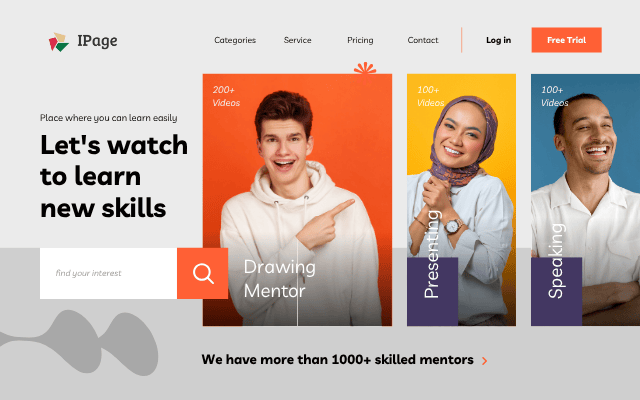 IPage
Categories
Service
Pricing
Contact
Log in
Free Trial
Place where you can learn easily
Let's watch
to learn
new skills
find your interest
200+
Videos
Drawing
Mentor
100+
Videos
Presenting
100+
Videos
Speaking
We have more than 1000+ skilled mentors